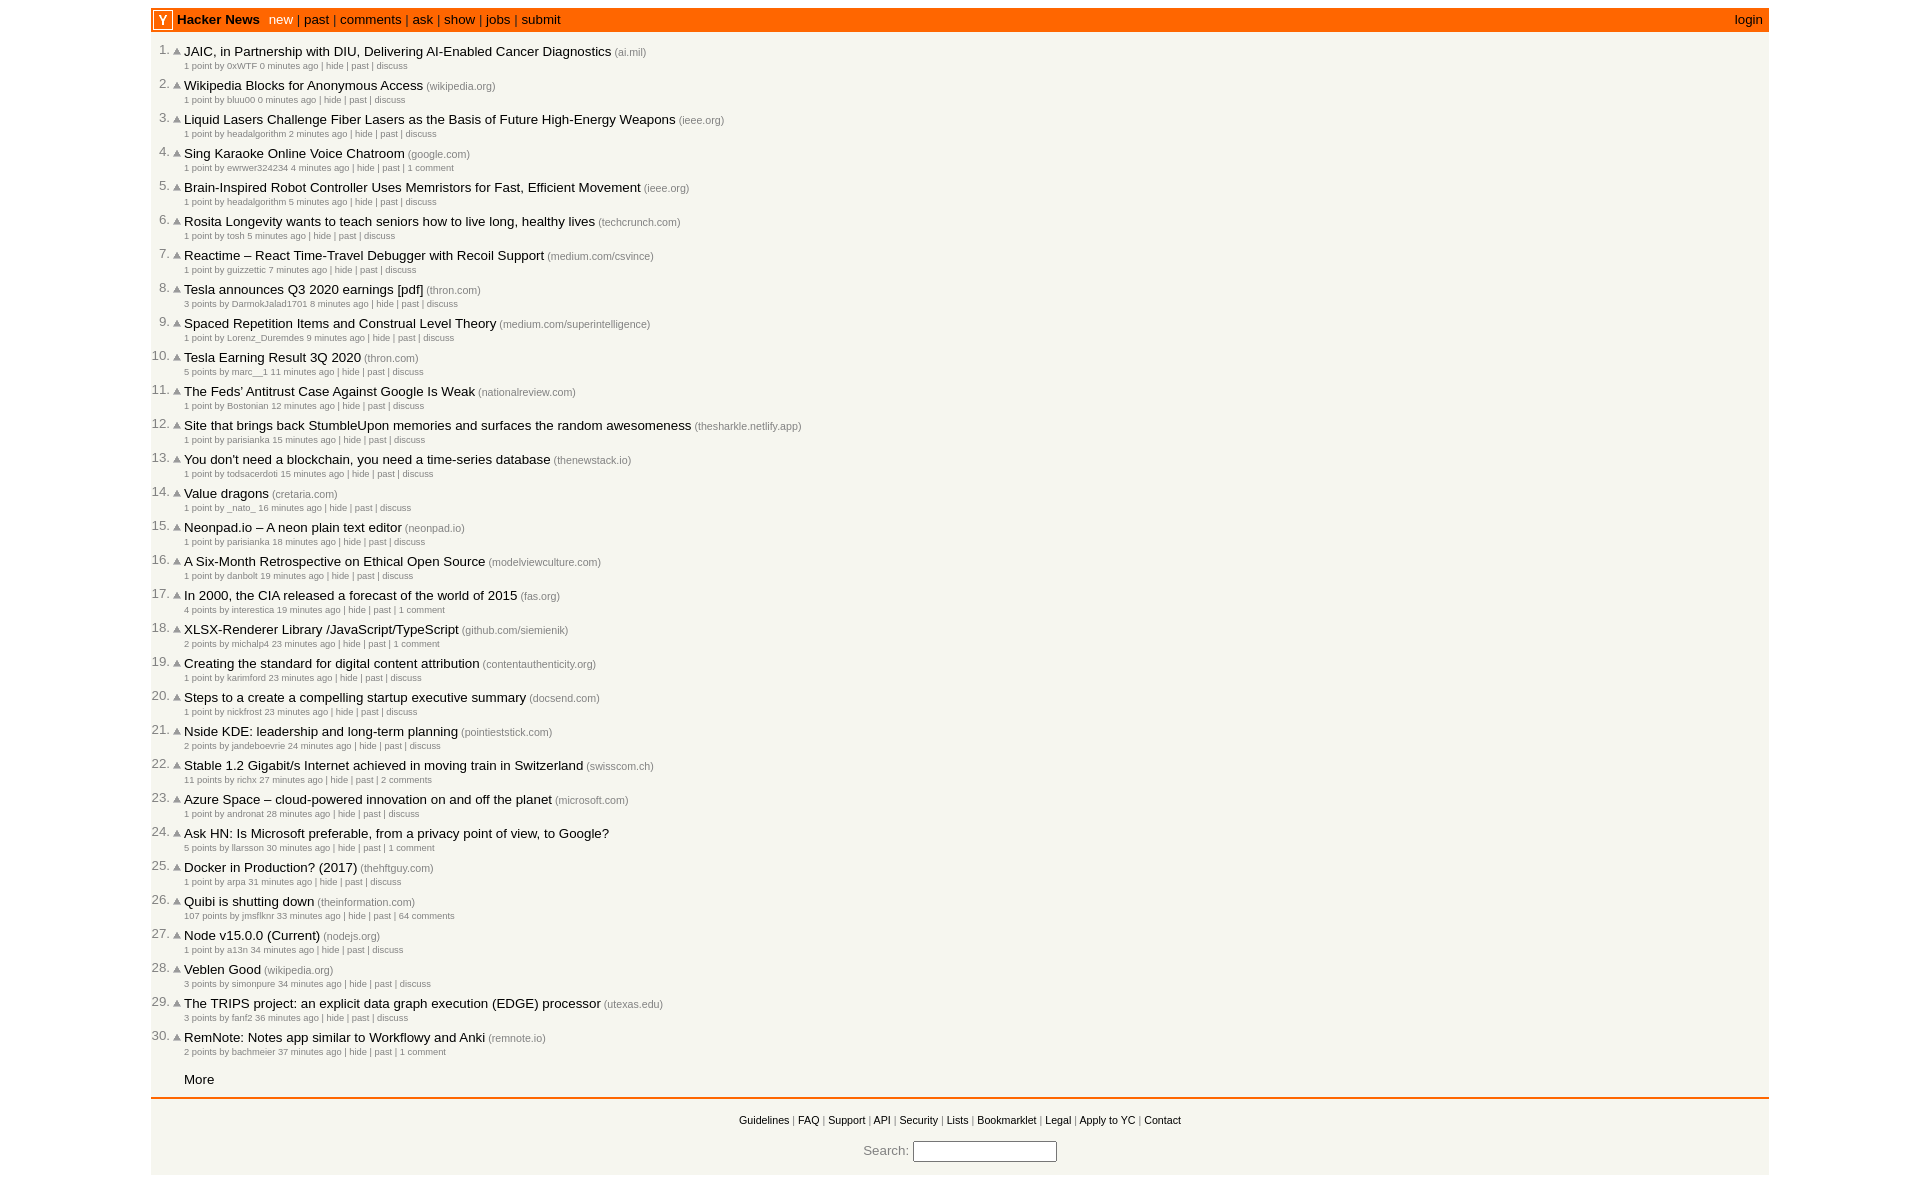 Y Hacker News new | past | comments | ask | show | jobs | submit login
1. JAIC, in Partnership with DIU, Delivering AI-Enabled Cancer Diagnostics (ai.mil)
1 point by 0xWTF 0 minutes ago | hide | past | discuss
2. Wikipedia Blocks for Anonymous Access (wikipedia.org)
1 point by bluu00 0 minutes ago | hide | past | discuss
3. Liquid Lasers Challenge Fiber Lasers as the Basis of Future High-Energy Weapons (ieee.org)
1 point by headalgorithm 2 minutes ago | hide | past | discuss
4. Sing Karaoke Online Voice Chatroom (google.com)
1 point by ewrwer324234 4 minutes ago | hide | past | 1 comment
5. Brain-Inspired Robot Controller Uses Memristors for Fast, Efficient Movement (ieee.org)
1 point by headalgorithm 5 minutes ago | hide | past | discuss
6. Rosita Longevity wants to teach seniors how to live long, healthy lives (techcrunch.com)
1 point by tosh 5 minutes ago | hide | past | discuss
7. Reactime – React Time-Travel Debugger with Recoil Support (medium.com/csvince)
1 point by guizzettic 7 minutes ago | hide | past | discuss
8. Tesla announces Q3 2020 earnings [pdf] (thron.com)
3 points by DarmokJalad1701 8 minutes ago | hide | past | discuss
9. Spaced Repetition Items and Construal Level Theory (medium.com/superintelligence)
1 point by Lorenz_Duremdes 9 minutes ago | hide | past | discuss
10. Tesla Earning Result 3Q 2020 (thron.com)
5 points by marc__1 11 minutes ago | hide | past | discuss
11. The Feds’ Antitrust Case Against Google Is Weak (nationalreview.com)
1 point by Bostonian 12 minutes ago | hide | past | discuss
12. Site that brings back StumbleUpon memories and surfaces the random awesomeness (thesharkle.netlify.app)
1 point by parisianka 15 minutes ago | hide | past | discuss
13. You don't need a blockchain, you need a time-series database (thenewstack.io)
1 point by todsacerdoti 15 minutes ago | hide | past | discuss
14. Value dragons (cretaria.com)
1 point by _nato_ 16 minutes ago | hide | past | discuss
15. Neonpad.io – A neon plain text editor (neonpad.io)
1 point by parisianka 18 minutes ago | hide | past | discuss
16. A Six-Month Retrospective on Ethical Open Source (modelviewculture.com)
1 point by danbolt 19 minutes ago | hide | past | discuss
17. In 2000, the CIA released a forecast of the world of 2015 (fas.org)
4 points by interestica 19 minutes ago | hide | past | 1 comment
18. XLSX-Renderer Library /JavaScript/TypeScript (github.com/siemienik)
2 points by michalp4 23 minutes ago | hide | past | 1 comment
19. Creating the standard for digital content attribution (contentauthenticity.org)
1 point by karimford 23 minutes ago | hide | past | discuss
20. Steps to a create a compelling startup executive summary (docsend.com)
1 point by nickfrost 23 minutes ago | hide | past | discuss
21. Nside KDE: leadership and long-term planning (pointieststick.com)
2 points by jandeboevrie 24 minutes ago | hide | past | discuss
22. Stable 1.2 Gigabit/s Internet achieved in moving train in Switzerland (swisscom.ch)
11 points by richx 27 minutes ago | hide | past | 2 comments
23. Azure Space – cloud-powered innovation on and off the planet (microsoft.com)
1 point by andronat 28 minutes ago | hide | past | discuss
24. Ask HN: Is Microsoft preferable, from a privacy point of view, to Google?
5 points by llarsson 30 minutes ago | hide | past | 1 comment
25. Docker in Production? (2017) (thehftguy.com)
1 point by arpa 31 minutes ago | hide | past | discuss
26. Quibi is shutting down (theinformation.com)
107 points by jmsflknr 33 minutes ago | hide | past | 64 comments
27. Node v15.0.0 (Current) (nodejs.org)
1 point by a13n 34 minutes ago | hide | past | discuss
28. Veblen Good (wikipedia.org)
3 points by simonpure 34 minutes ago | hide | past | discuss
29. The TRIPS project: an explicit data graph execution (EDGE) processor (utexas.edu)
3 points by fanf2 36 minutes ago | hide | past | discuss
30. RemNote: Notes app similar to Workflowy and Anki (remnote.io)
2 points by bachmeier 37 minutes ago | hide | past | 1 comment
More
Guidelines | FAQ | Support | API | Security | Lists | Bookmarklet | Legal | Apply to YC | Contact
Search: